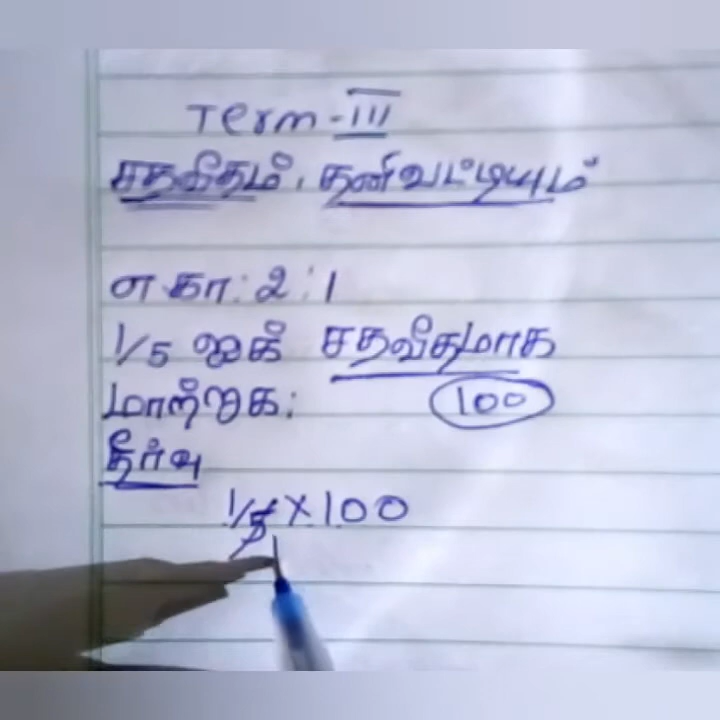 Term - III
சதவீதம், தனிவட்டியும்
எ.கா: 2:1
1/5 ஐக் சதவீதமாக
மாற்றுக: 100
தீர்வு
1/5 × 100